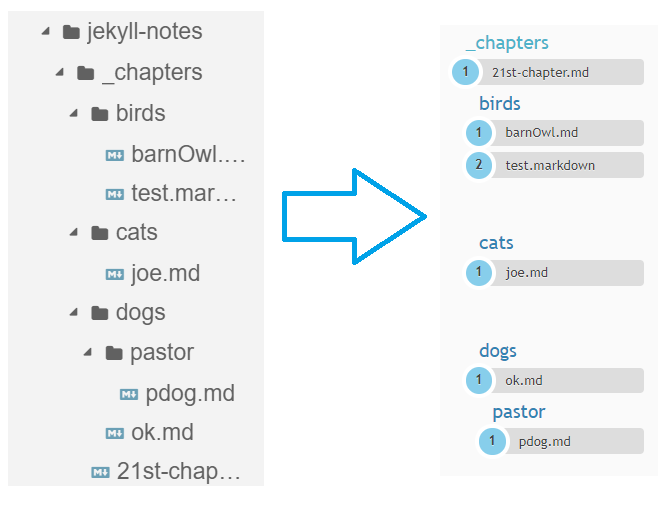 jekyll-notes
_chapters
birds
barnOwl....
test.mar...
cats
joe.md
dogs
pastor
pdog.md
ok.md
21st-chap...
_chapters
1 21st-chapter.md
birds
1 barnOwl.md
2 test.markdown
cats
1 joe.md
dogs
1 ok.md
pastor
1 pdog.md